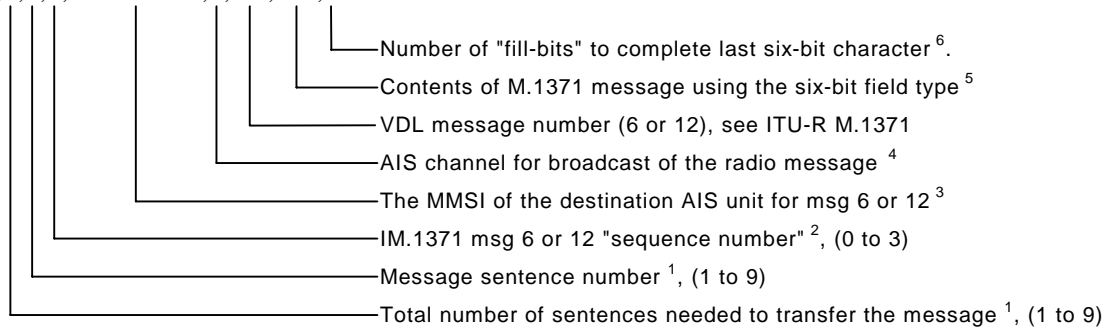 Number of "fill-bits" to complete last six-bit character 6.
Contents of M.1371 message using the six-bit field type 5
VDL message number (6 or 12), see ITU-R M.1371
AIS channel for broadcast of the radio message 4
The MMSI of the destination AIS unit for msg 6 or 12 3
IM.1371 msg 6 or 12 "sequence number" 2, (0 to 3)
Message sentence number 1, (1 to 9)
Total number of sentences needed to transfer the message 1, (1 to 9)